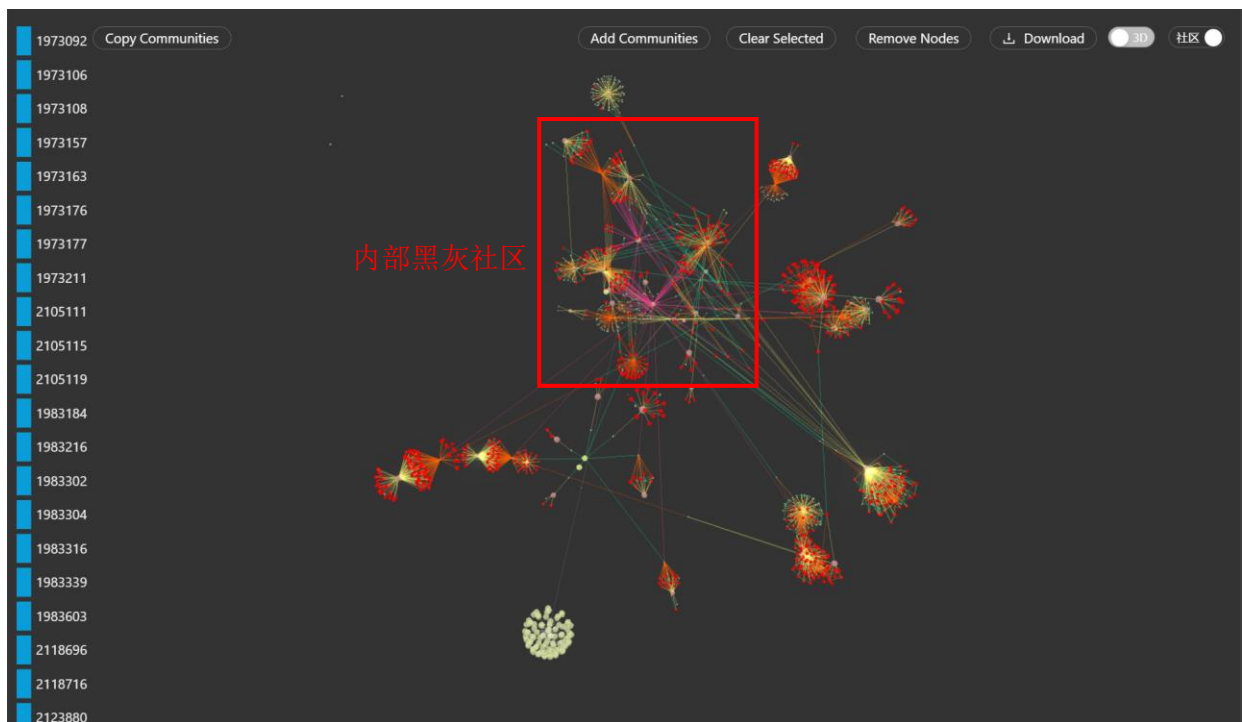 Copy Communities
Add Communities
Clear Selected
Remove Nodes
Download
3D
社区
1973092
1973106
1973108
1973157
1973163
1973176
1973177
1973211
2105111
2105115
2105119
1983184
1983216
1983302
1983304
1983316
1983339
1983603
2118696
2118716
2123880
内部黑灰社区